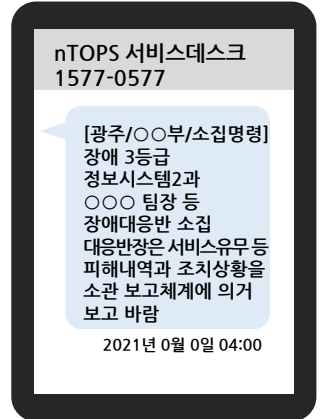 nTOPS 서비스데스크
1577-0577
[광주/○○부/소집명령]
장애 3등급
정보시스템2과
○○○ 팀장 등
장애대응반 소집
대응반장은 서비스유무 등
피해내역과 조치상황을
소관 보고체계에 의거
보고 바람
2021년 0월 0일 04:00